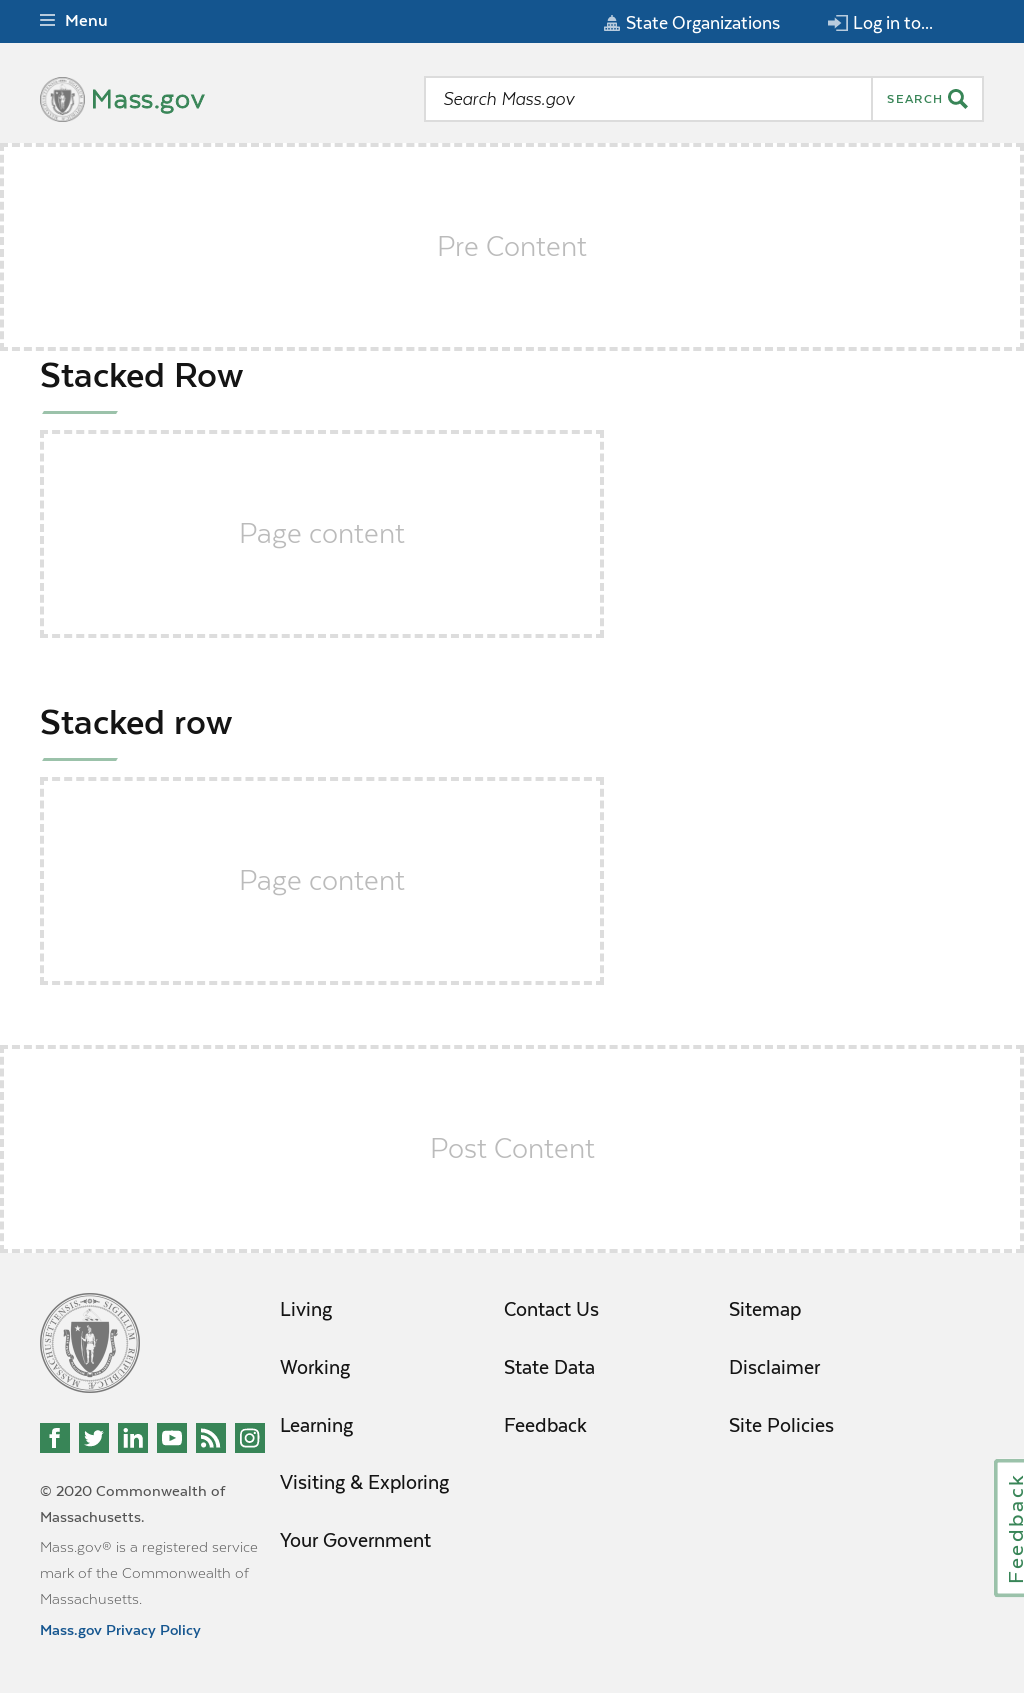 Menu
State Organizations
Log in to...
Mass.gov
Search Mass.gov
SEARCH
Pre Content
Stacked Row
Page content
Stacked row
Page content
Post Content
Living
Working
Learning
Visiting & Exploring
Your Government
Contact Us
State Data
Feedback
Sitemap
Disclaimer
Site Policies
© 2020 Commonwealth of
Massachusetts.
Mass.gov® is a registered service
mark of the Commonwealth of
Massachusetts.
Mass.gov Privacy Policy
Feedback